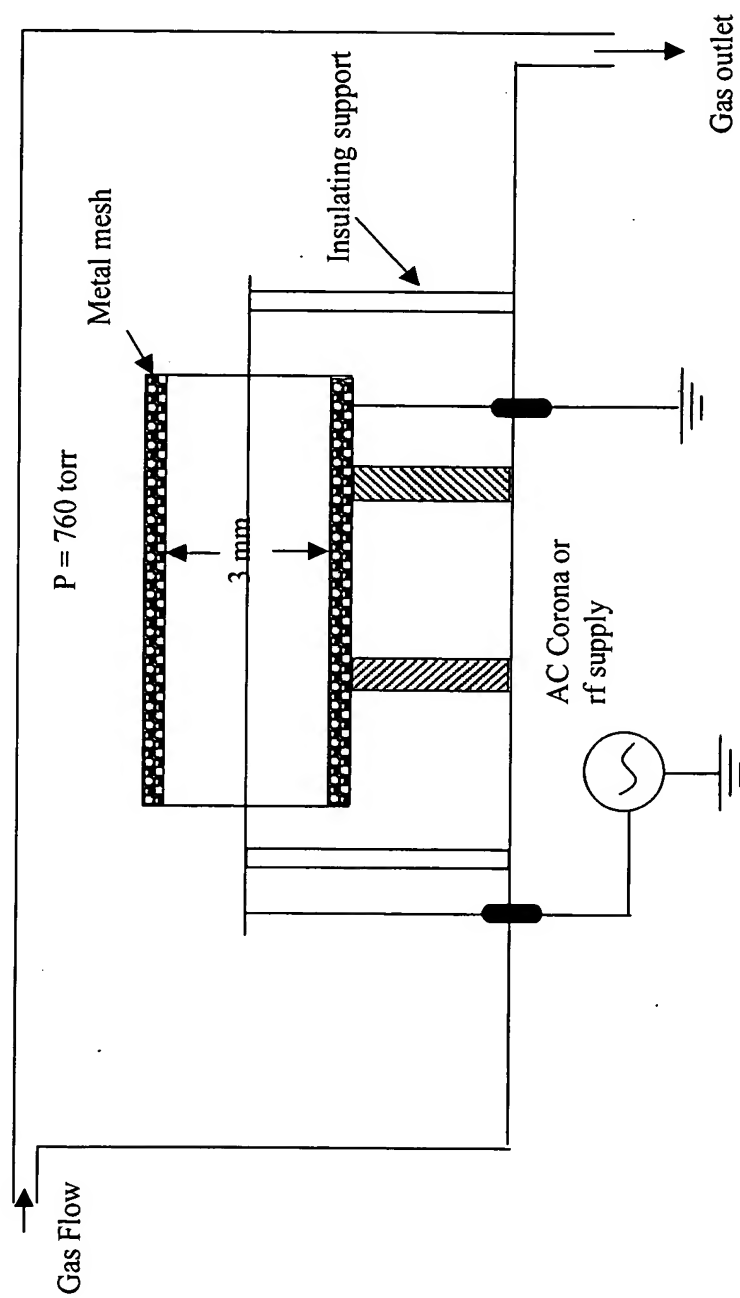 Gas Flow
P = 760 torr
Metal mesh
3 mm
Insulating support
AC Corona or
rf supply
Gas outlet